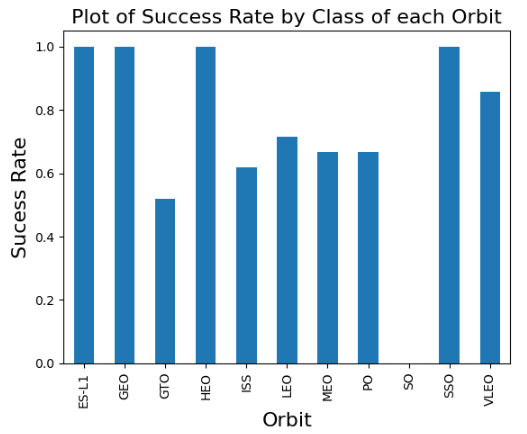 Plot of Success Rate by Class of each Orbit
1.0
0.8
0.6
0.4
0.2
0.0
Sucess Rate
ES-L1
GEO
GTO
HEO
ISS
LEO
MEO
PO
SO
SSO
VLEO
Orbit